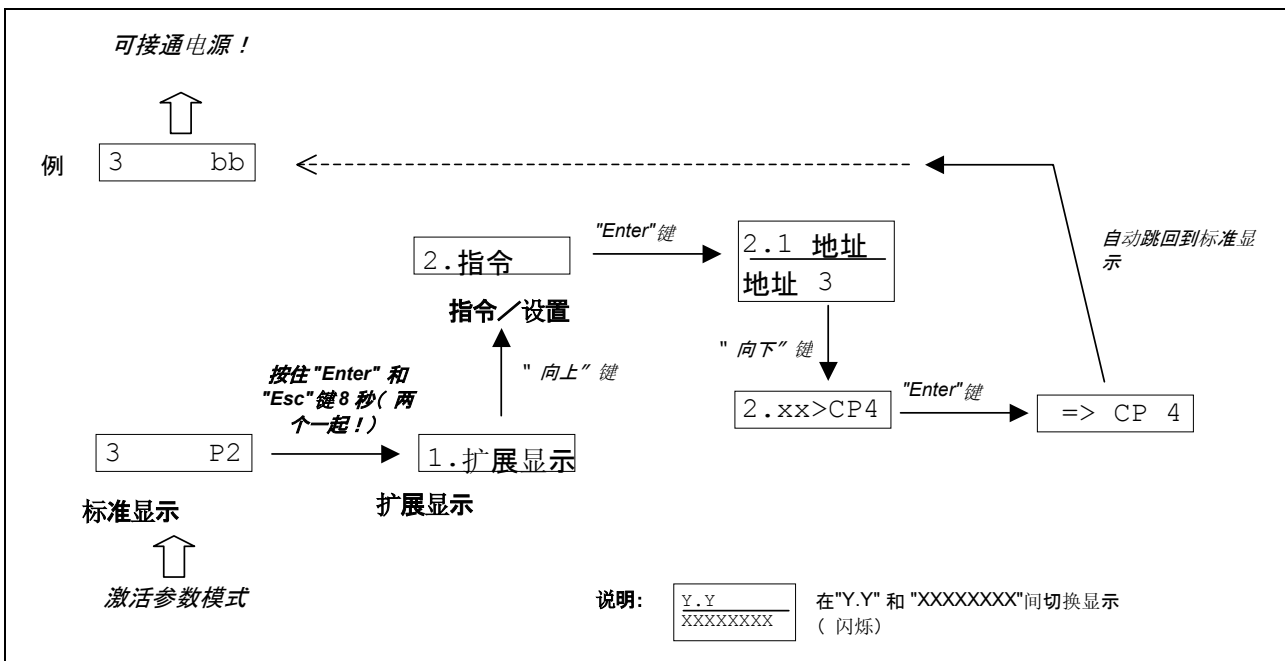 可接通电源！
例
3 bb
2.指令
"Enter"键
2.1 地址
地址 3
自动跳回到标准显
示
指令／设置
" 向上" 键
" 向下" 键
按住"Enter" 和
"Esc"键8 秒( 两
个一起！)
2.xx>CP4
"Enter"键
=> CP 4
3 P2
1.扩展显示
标准显示
扩展显示
激活参数模式
说明:
Y.Y
XXXXXXXX
在"Y.Y" 和 "XXXXXXXX"间切换显示
( 闪烁)